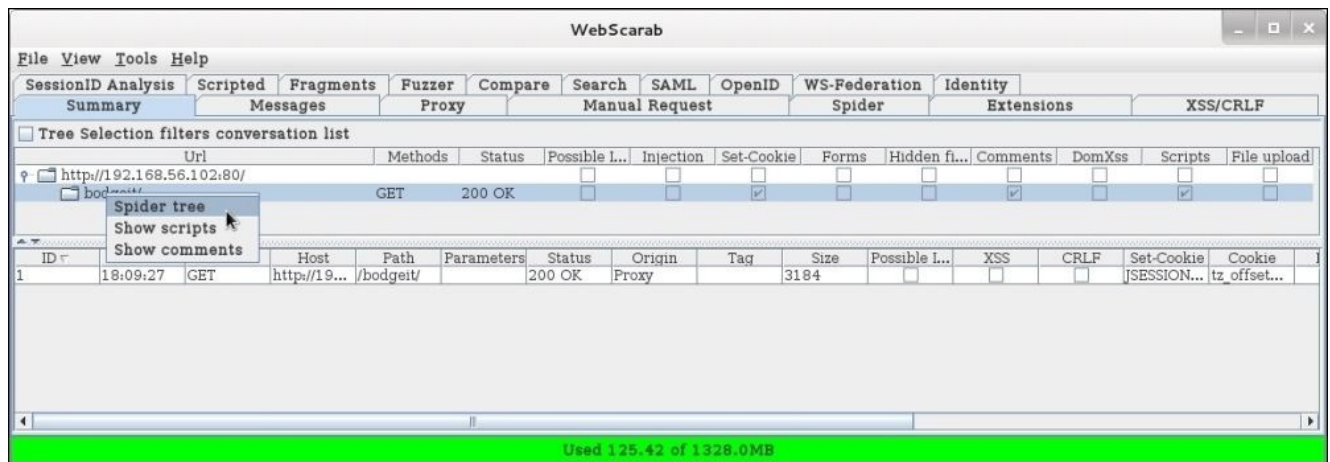 WebScarab
File View Tools Help
SessionID Analysis Scripted Fragments Fuzzer Compare Search SAML OpenID WS-Federation Identity
Summary Messages Proxy Manual Request Spider Extensions XSS/CRLF
Tree Selection filters conversation list
Url Methods Status Possible I... Injection Set-Cookie Forms Hidden fi... Comments DomXss Scripts File upload
http://192.168.56.102:80/
bodgeit/ GET 200 OK
Spider tree
Show scripts
Show comments
ID Host Path Parameters Status Origin Tag Size Possible I... XSS CRLF Set-Cookie Cookie
1 18:09:27 GET http://19... /bodgeit/ 200 OK Proxy 3184 JSESSION... tz_offset...
Used 125.42 of 1328.0MB